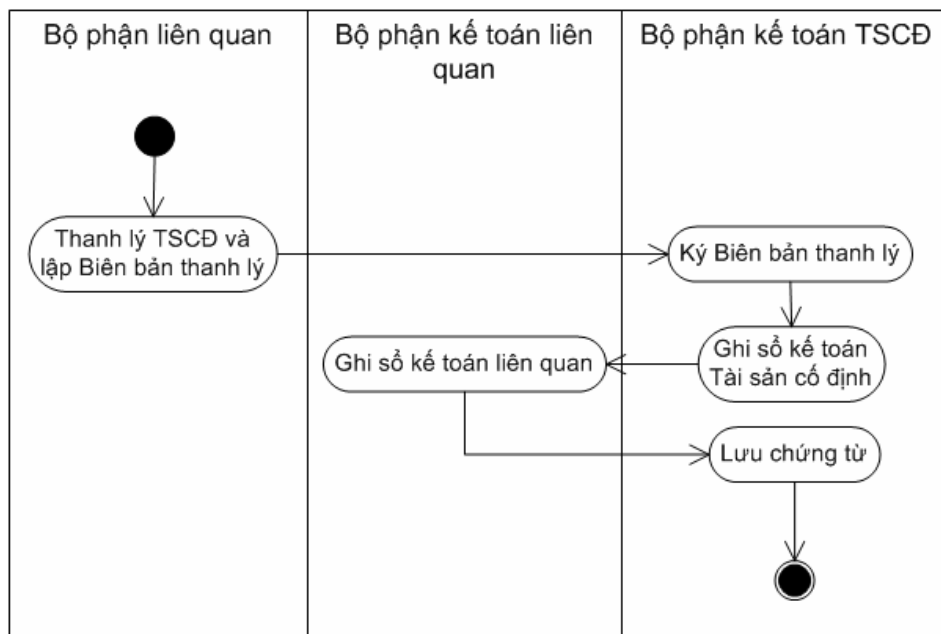 Bộ phận liên quan
Bộ phận kế toán liên
quan
Bộ phận kế toán TSCĐ
Thanh lý TSCĐ và
lập Biên bản thanh lý
Ký Biên bản thanh lý
Ghi sổ kế toán
Tài sản cố định
Ghi sổ kế toán liên quan
Lưu chứng từ